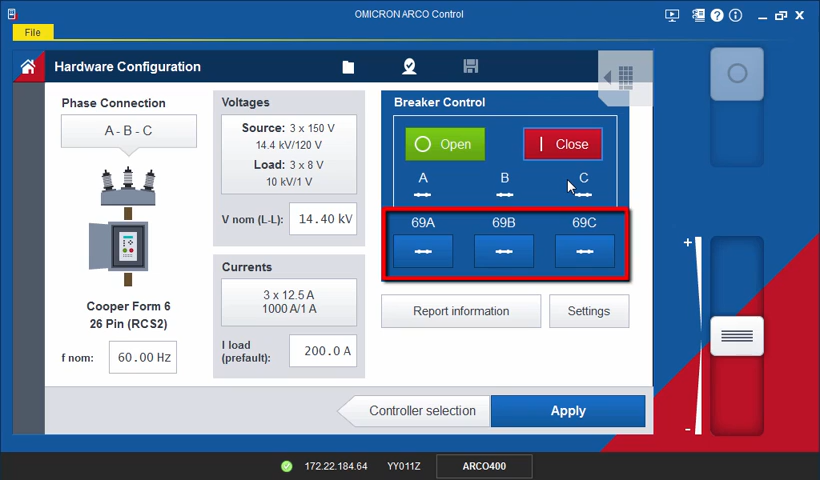 OMICRON ARCO Control
File
Hardware Configuration
Phase Connection
A - B - C
Cooper Form 6
26 Pin (RCS2)
f nom:
60.00 Hz
Voltages
Source: 3 x 150 V
14.4 kV/120 V
Load: 3 x 8 V
10 kV/1 V
V nom (L-L):
14.40 kV
Currents
3 x 12.5 A
1000 A/1 A
I load
(prefault):
200.0 A
Breaker Control
Open
Close
A B C
69A 69B 69C
Report information
Settings
+
-
Controller selection
Apply
172.22.184.64 YY011Z ARCO400